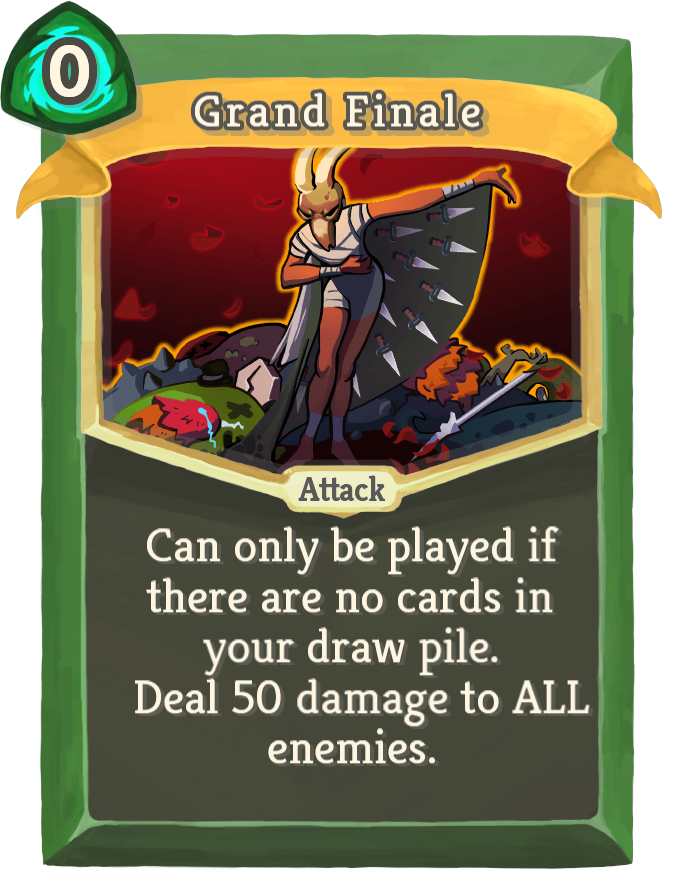 0
Grand Finale
Attack
Can only be played if
there are no cards in
your draw pile.
Deal 50 damage to ALL
enemies.